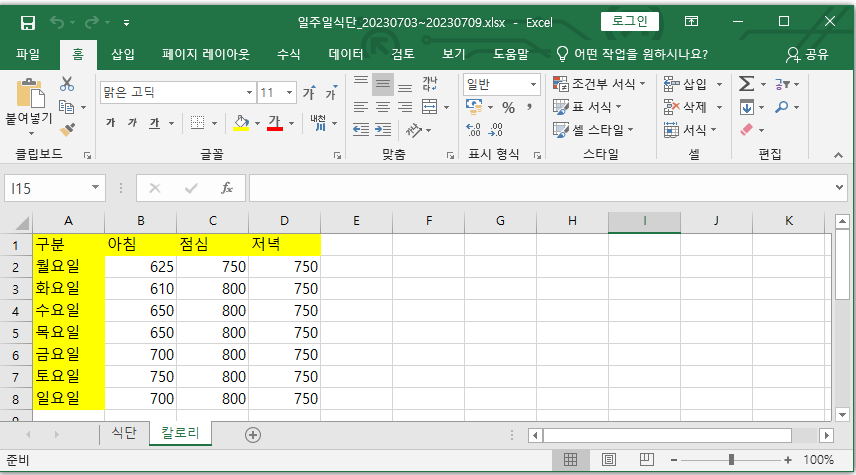 일주일식단_20230703~20230709.xlsx - Excel 로그인
파일 홈 삽입 페이지 레이아웃 수식 데이터 검토 보기 도움말 어떤 작업을 원하시나요? 공유
붙여넣기 맑은 고딕 11 가 가 가나다 일반 조건부 서식 삽입 Σ
가 가 가 가 내천 % , 표 서식 삭제
셀 스타일 서식
클립보드 글꼴 맞춤 표시 형식 스타일 셀 편집
I15 fx
A B C D E F G H I J K
1 구분 아침 점심 저녁
2 월요일 625 750 750
3 화요일 610 800 750
4 수요일 650 800 750
5 목요일 650 800 750
6 금요일 700 800 750
7 토요일 750 800 750
8 일요일 700 800 750
식단 칼로리
준비 100%